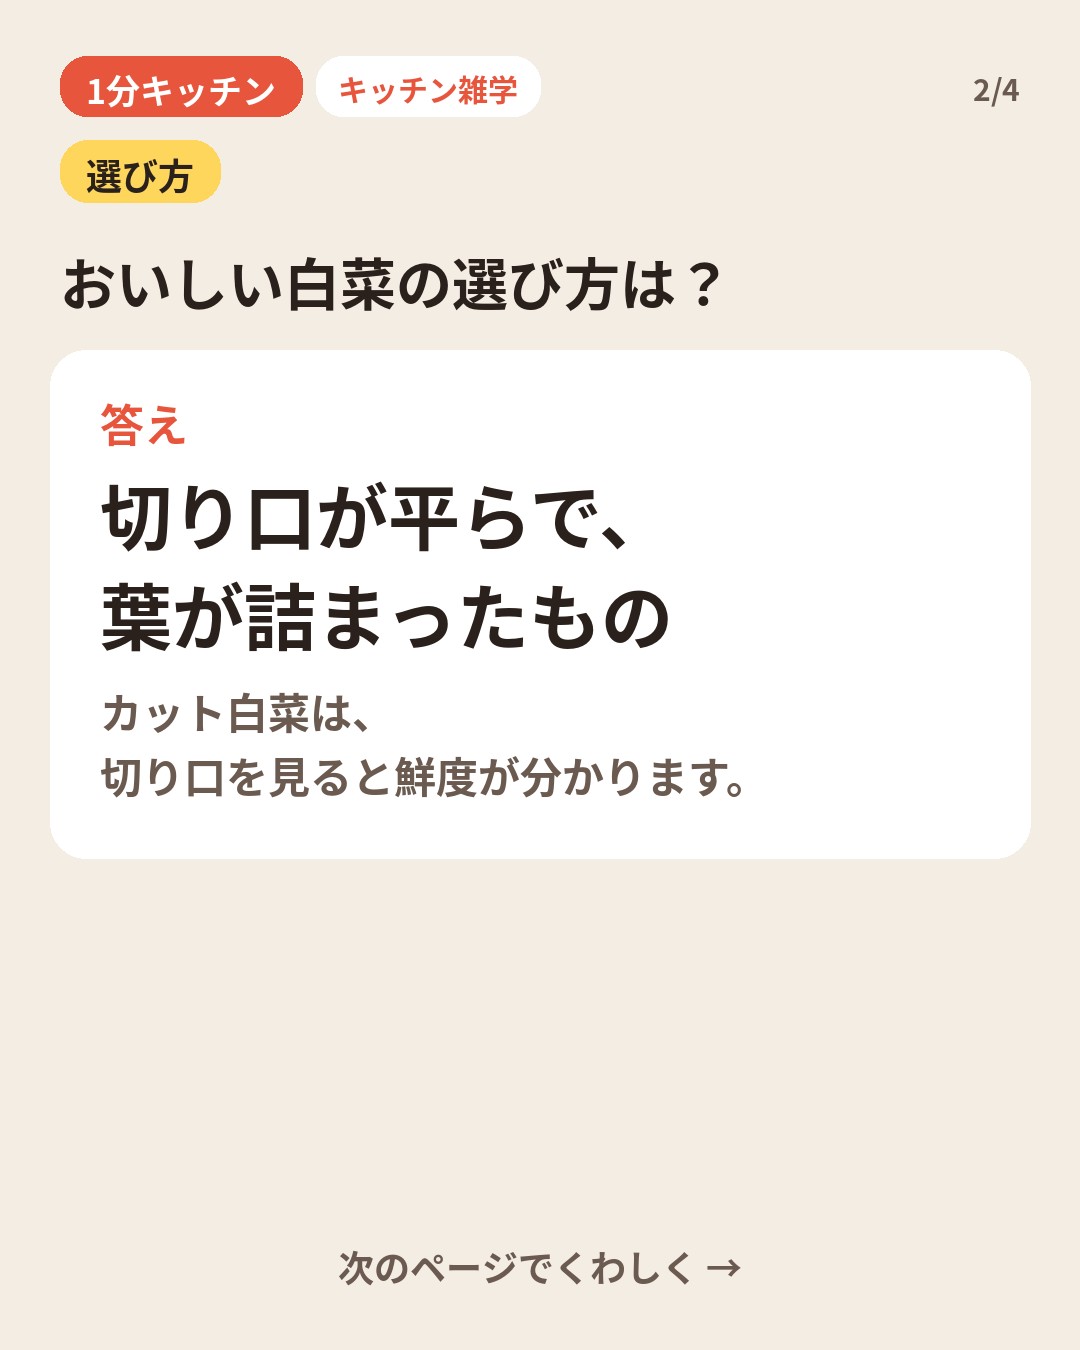 1分キッチン
キッチン雑学
2/4
選び方
おいしい白菜の選び方は？
答え
切り口が平らで、
葉が詰まったもの
カット白菜は、
切り口を見ると鮮度が分かります。
次のページでくわしく →